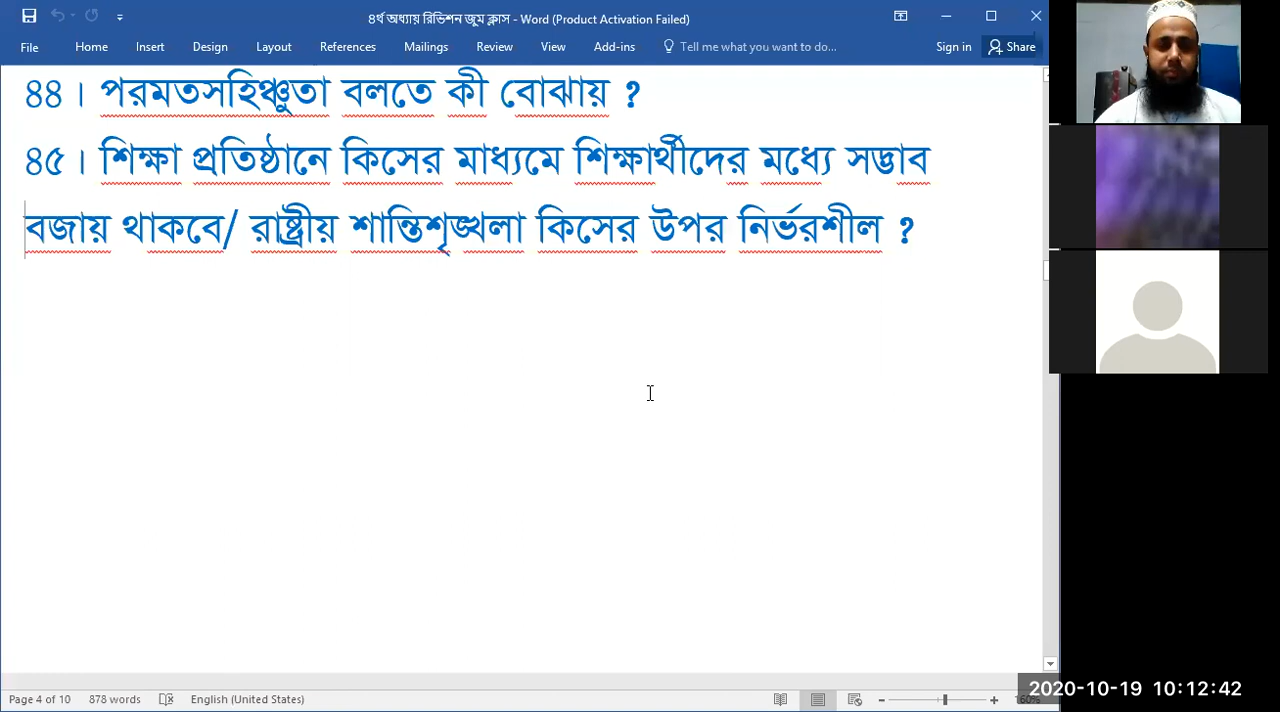 ৪র্থ অধ্যায় রিভিশন জুম ক্লাস - Word (Product Activation Failed)
File Home Insert Design Layout References Mailings Review View Add-ins Tell me what you want to do... Sign in Share
৪৪। পরমতসহিষ্ণুতা বলতে কী বোঝায় ?
৪৫। শিক্ষা প্রতিষ্ঠানে কিসের মাধ্যমে শিক্ষার্থীদের মধ্যে সদ্ভাব
বজায় থাকবে/ রাষ্ট্রীয় শান্তিশৃঙ্খলা কিসের উপর নির্ভরশীল ?
Page 4 of 10 878 words English (United States) 160%
2020-10-19 10:12:42